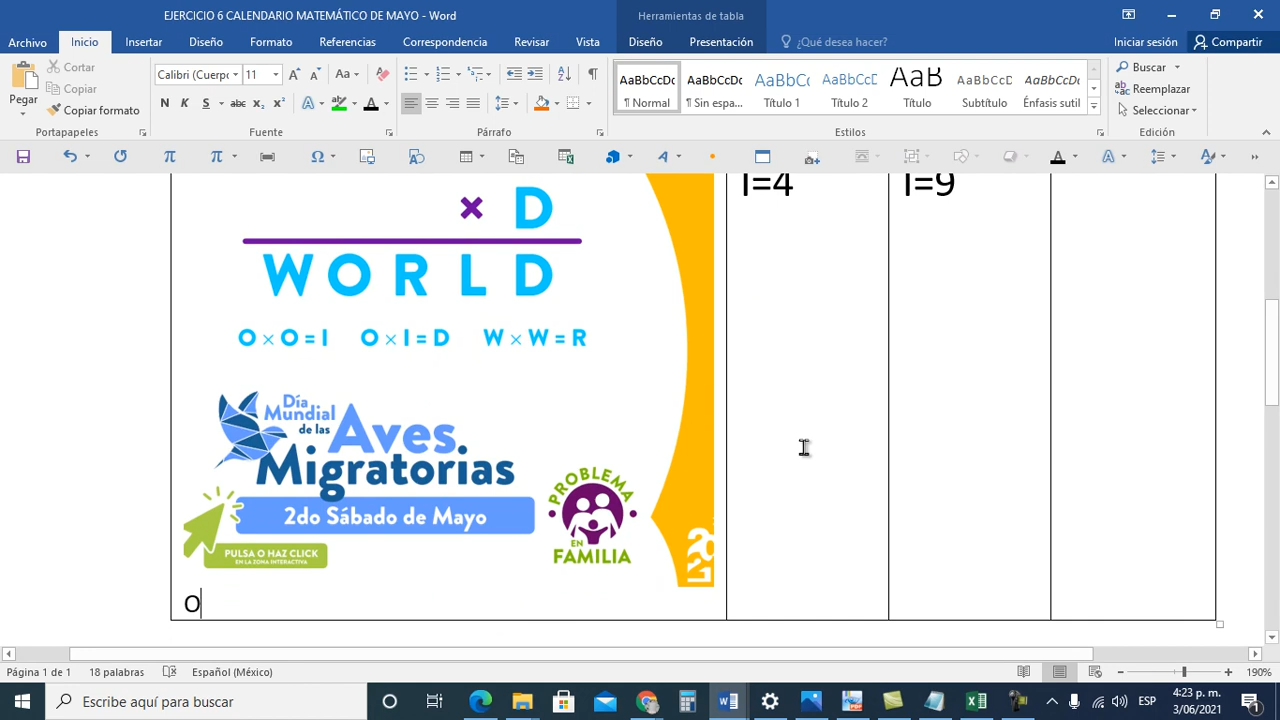 EJERCICIO 6 CALENDARIO MATEMÁTICO DE MAYO - Word
Herramientas de tabla
Archivo Inicio Insertar Diseño Formato Referencias Correspondencia Revisar Vista Diseño Presentación ¿Qué desea hacer? Iniciar sesión Compartir
Pegar
Cortar
Copiar
Copiar formato
Portapapeles
Calibri (Cuerpo 11
Fuente
Párrafo
AaBbCcDc AaBbCcDc AaBbCc AaBbCcD AaB AaBbCcD AaBbCcDc
¶ Normal ¶ Sin espa... Título 1 Título 2 Título Subtítulo Énfasis sutil
Estilos
Buscar
Reemplazar
Seleccionar
Edición
I=4 I=9
× D
W O R L D
O × O = I O × I = D W × W = R
Día
Mundial
de las
Aves
Migratorias
2do Sábado de Mayo
PULSA O HAZ CLICK
EN LA ZONA INTERACTIVA
PROBLEMA
EN
FAMILIA
20
21
O
Página 1 de 1 18 palabras Español (México) 190%
Escribe aquí para buscar
ESP
4:23 p. m.
3/06/2021
1